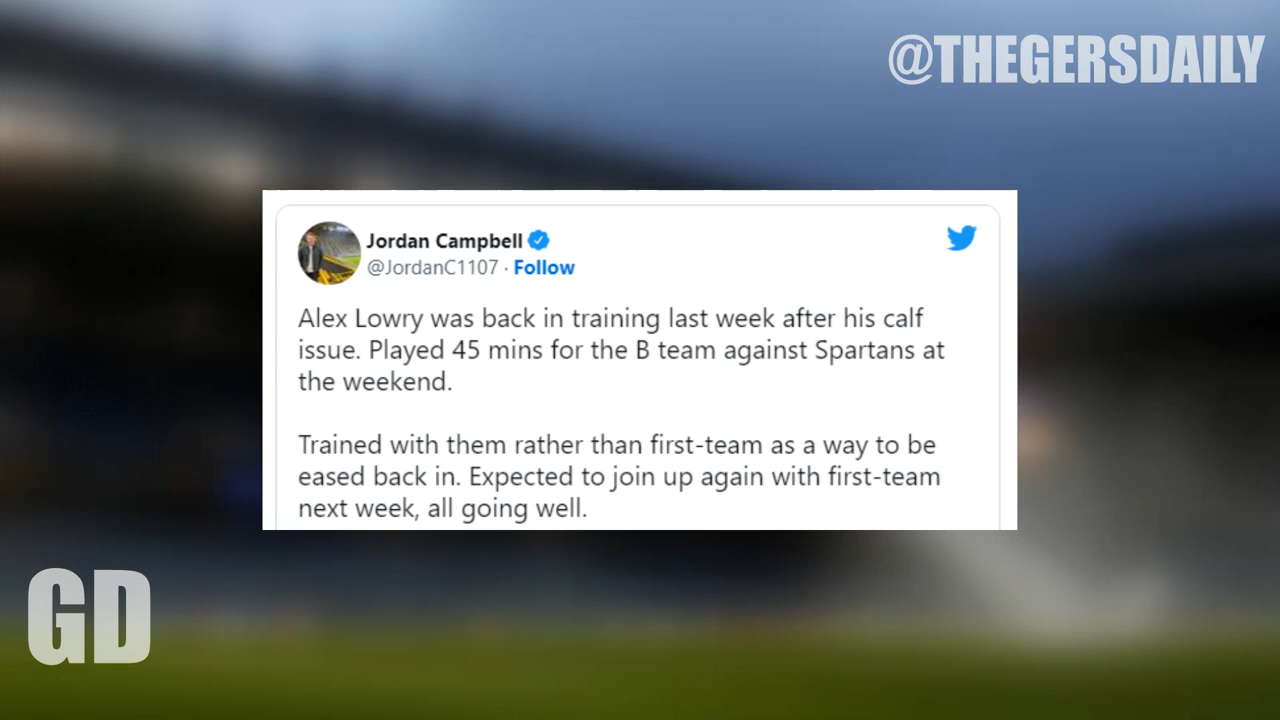 @THEGERSDAILY
Jordan Campbell
@JordanC1107 · Follow
Alex Lowry was back in training last week after his calf
issue. Played 45 mins for the B team against Spartans at
the weekend.
Trained with them rather than first-team as a way to be
eased back in. Expected to join up again with first-team
next week, all going well.
GD